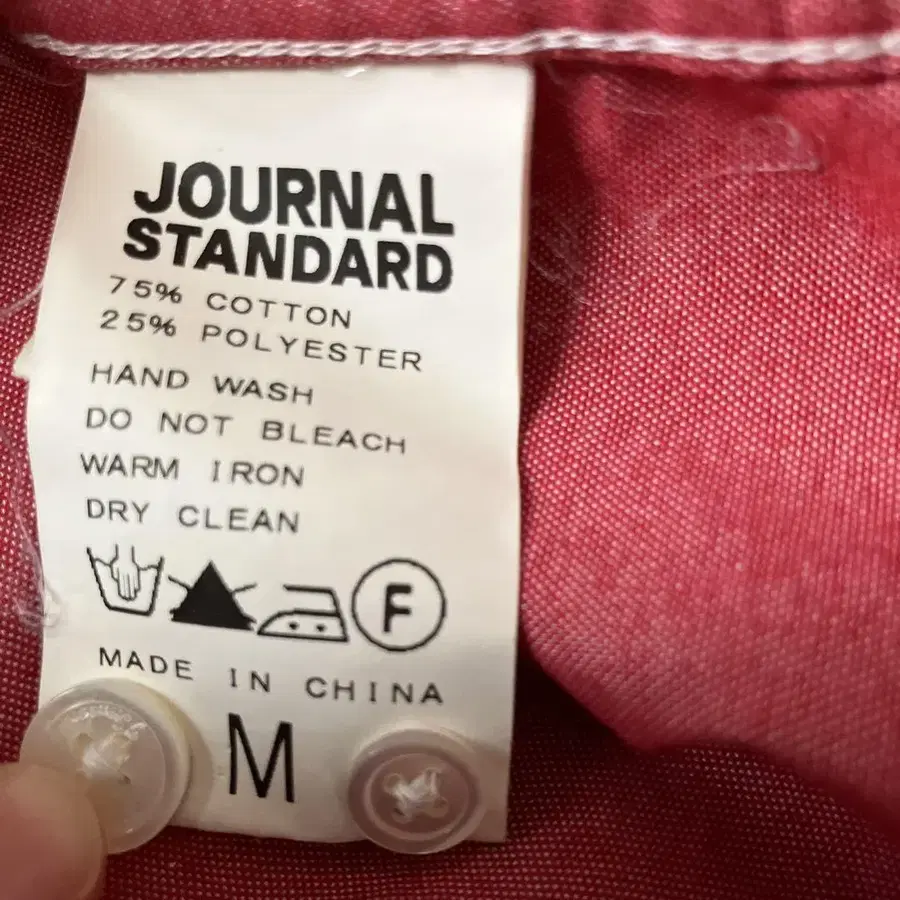 JOURNAL
STANDARD
75% COTTON
25% POLYESTER
HAND WASH
DO NOT BLEACH
WARM IRON
DRY CLEAN
F
MADE IN CHINA
M